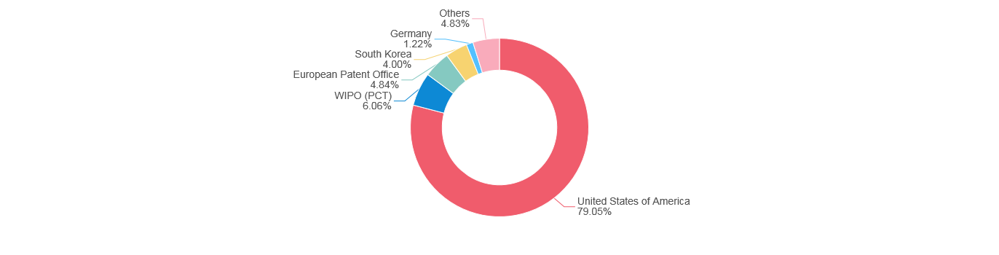 Others
4.83%
Germany
1.22%
South Korea
4.00%
European Patent Office
4.84%
WIPO (PCT)
6.06%
United States of America
79.05%